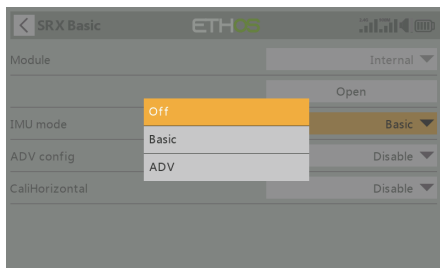 SRX Basic
ETHOS
Module
Internal
Open
Off
IMU mode
Basic
Basic
ADV config
Disable
ADV
CaliHorizontal
Disable